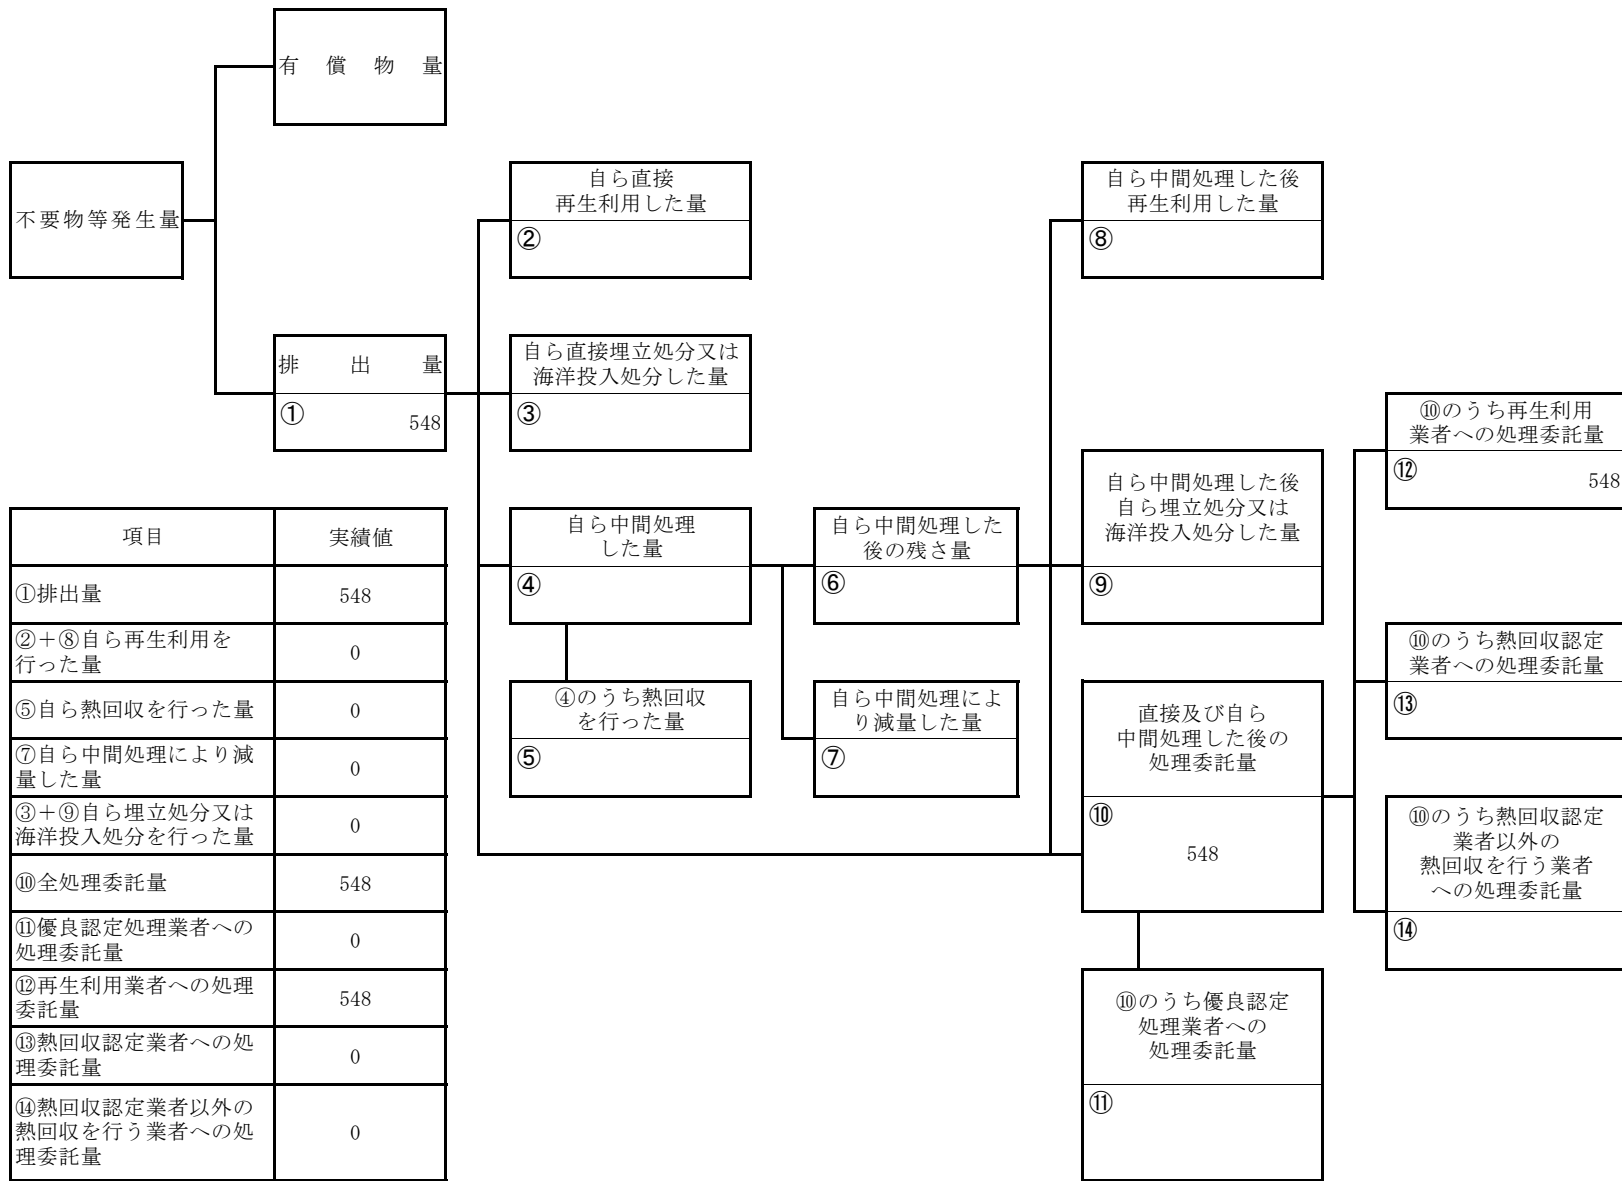 有償物量
不要物等発生量
自ら直接
再生利用した量
②
自ら中間処理した後
再生利用した量
⑧
排出量
① 548
自ら直接埋立処分又は
海洋投入処分した量
③
⑩のうち再生利用
業者への処理委託量
⑫ 548
自ら中間処理
した量
④
自ら中間処理した
後の残さ量
⑥
自ら中間処理した後
自ら埋立処分又は
海洋投入処分した量
⑨
⑩のうち熱回収認定
業者への処理委託量
⑬
④のうち熱回収
を行った量
⑤
自ら中間処理によ
り減量した量
⑦
直接及び自ら
中間処理した後の
処理委託量
⑩
548
⑩のうち熱回収認定
業者以外の
熱回収を行う業者
への処理委託量
⑭
⑩のうち優良認定
処理業者への
処理委託量
⑪
項目 実績値
①排出量 548
②+⑧自ら再生利用を
行った量 0
⑤自ら熱回収を行った量 0
⑦自ら中間処理により減
量した量 0
③+⑨自ら埋立処分又は
海洋投入処分を行った量 0
⑩全処理委託量 548
⑪優良認定処理業者への
処理委託量 0
⑫再生利用業者への処理
委託量 548
⑬熱回収認定業者への処
理委託量 0
⑭熱回収認定業者以外の
熱回収を行う業者への処
理委託量 0